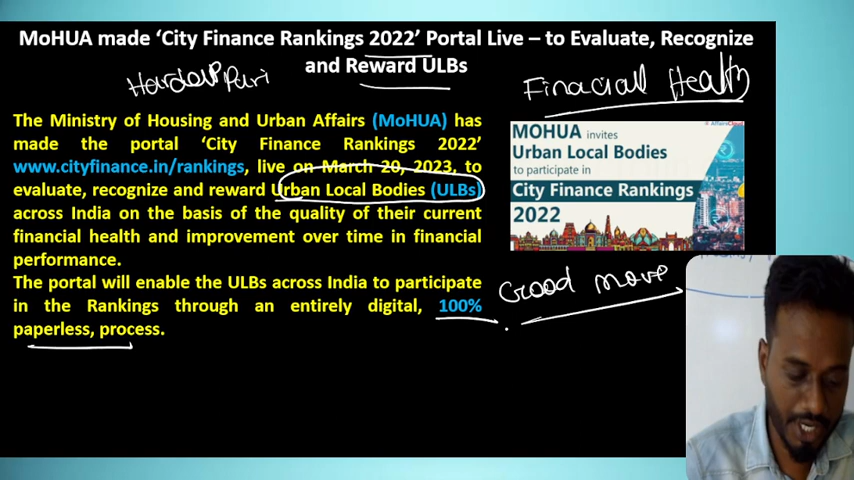 MoHUA made ‘City Finance Rankings 2022’ Portal Live – to Evaluate, Recognize
and Reward ULBs
Hardeep Puri
Finacial Health
The Ministry of Housing and Urban Affairs (MoHUA) has
made the portal ‘City Finance Rankings 2022’
www.cityfinance.in/rankings, live on March 20, 2023, to
evaluate, recognize and reward Urban Local Bodies (ULBs)
across India on the basis of the quality of their current
financial health and improvement over time in financial
performance.
The portal will enable the ULBs across India to participate
in the Rankings through an entirely digital, 100%
paperless, process.
AffairsCloud
MOHUA invites
Urban Local Bodies
to participate in
City Finance Rankings
2022
Good move